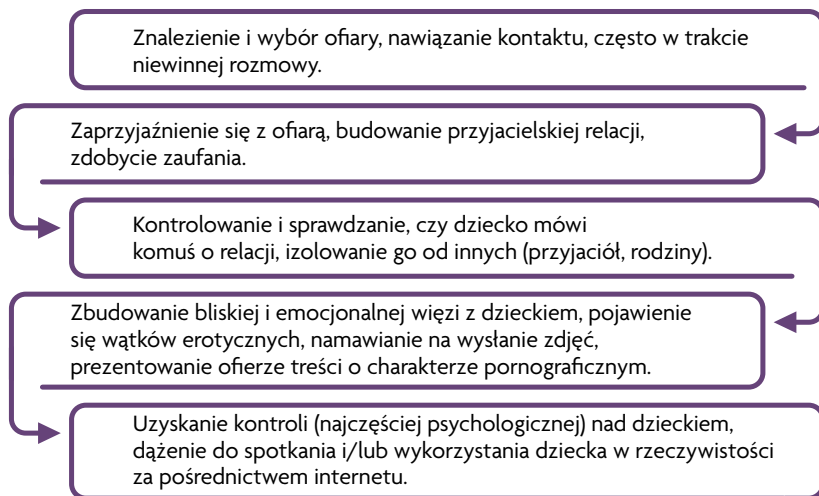 Znalezienie i wybór ofiary, nawiązanie kontaktu, często w trakcie
niewinnej rozmowy.
Zaprzyjaźnienie się z ofiarą, budowanie przyjacielskiej relacji,
zdobycie zaufania.
Kontrolowanie i sprawdzanie, czy dziecko mówi
komuś o relacji, izolowanie go od innych (przyjaciół, rodziny).
Zbudowanie bliskiej i emocjonalnej więzi z dzieckiem, pojawienie
się wątków erotycznych, namawianie na wysłanie zdjęć,
prezentowanie ofierze treści o charakterze pornograficznym.
Uzyskanie kontroli (najczęściej psychologicznej) nad dzieckiem,
dążenie do spotkania i/lub wykorzystania dziecka w rzeczywistości
za pośrednictwem internetu.